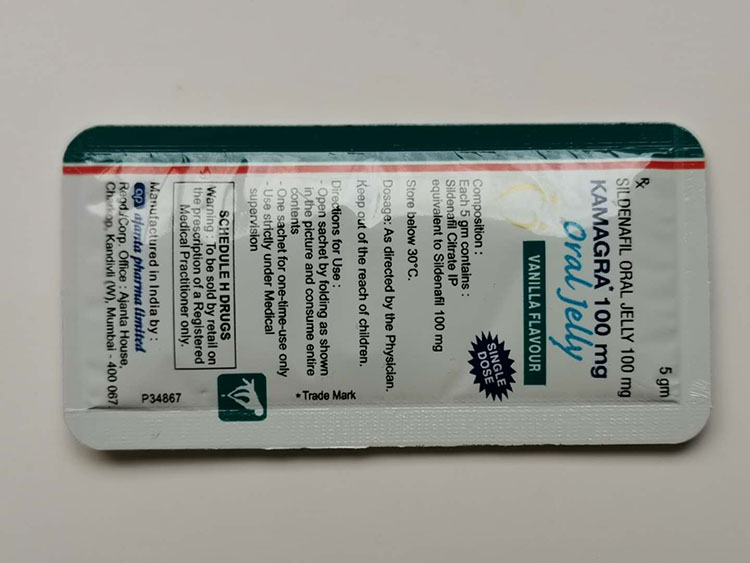 5 gm
Rx
SILDENAFIL ORAL JELLY 100 mg
KAMAGRA® 100 mg
Oral Jelly
VANILLA FLAVOUR
SINGLE
DOSE
Composition :
Each 5 gm contains :
Sildenafil Citrate IP
equivalent to Sildenafil 100 mg
Store below 30°C.
Dosage: As directed by the Physician.
Keep out of the reach of children.
Directions for Use :
- Open sachet by folding as shown
in the picture and consume entire
contents
- One sachet for one-time-use only
- Use strictly under Medical
supervision
* Trade Mark
SCHEDULE H DRUGS
Warning : To be sold by retail on
the prescription of a Registered
Medical Practitioner only.
Manufactured in India by :
ap ajanta pharma limited
Regd./Corp. Office : Ajanta House,
Charkop, Kandivli (W), Mumbai - 400 067
P34867